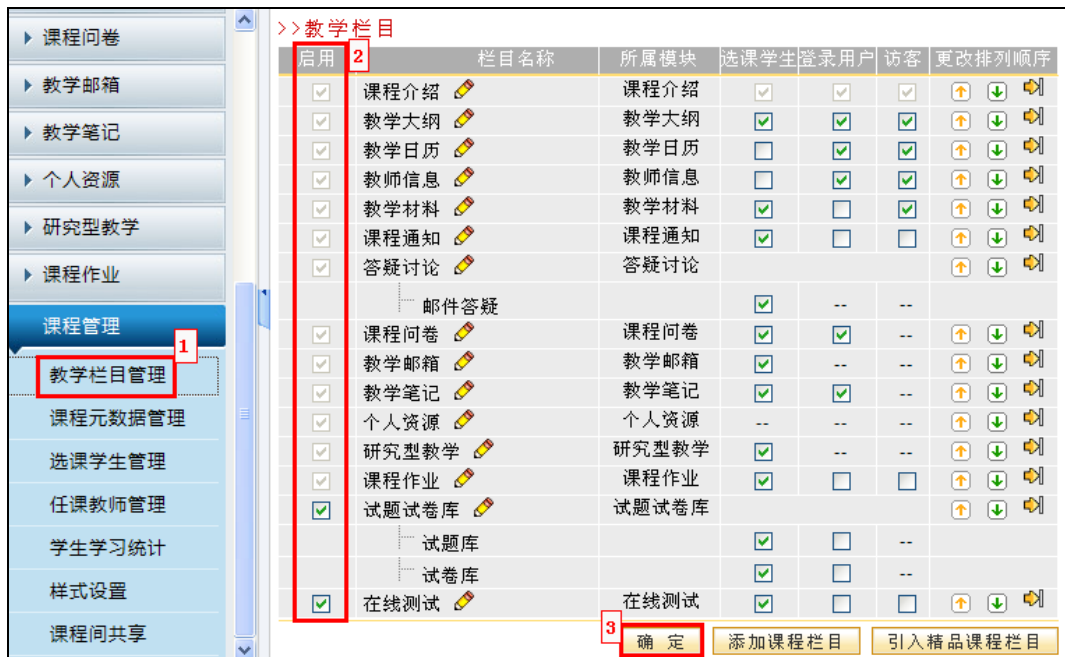 课程问卷
教学邮箱
教学笔记
个人资源
研究型教学
课程作业
课程管理
1
教学栏目管理
课程元数据管理
选课学生管理
任课教师管理
学生学习统计
样式设置
课程间共享
>>教学栏目
启用 2 栏目名称 所属模块 选课学生 登录用户 访客 更改排列顺序
课程介绍 课程介绍
教学大纲 教学大纲
教学日历 教学日历
教师信息 教师信息
教学材料 教学材料
课程通知 课程通知
答疑讨论 答疑讨论
邮件答疑 -- --
课程问卷 课程问卷 --
教学邮箱 教学邮箱 -- --
教学笔记 教学笔记 --
个人资源 个人资源 -- -- --
研究型教学 研究型教学 -- --
课程作业 课程作业
试题试卷库 试题试卷库
试题库 --
试卷库 --
在线测试 在线测试
3
确 定 添加课程栏目 引入精品课程栏目